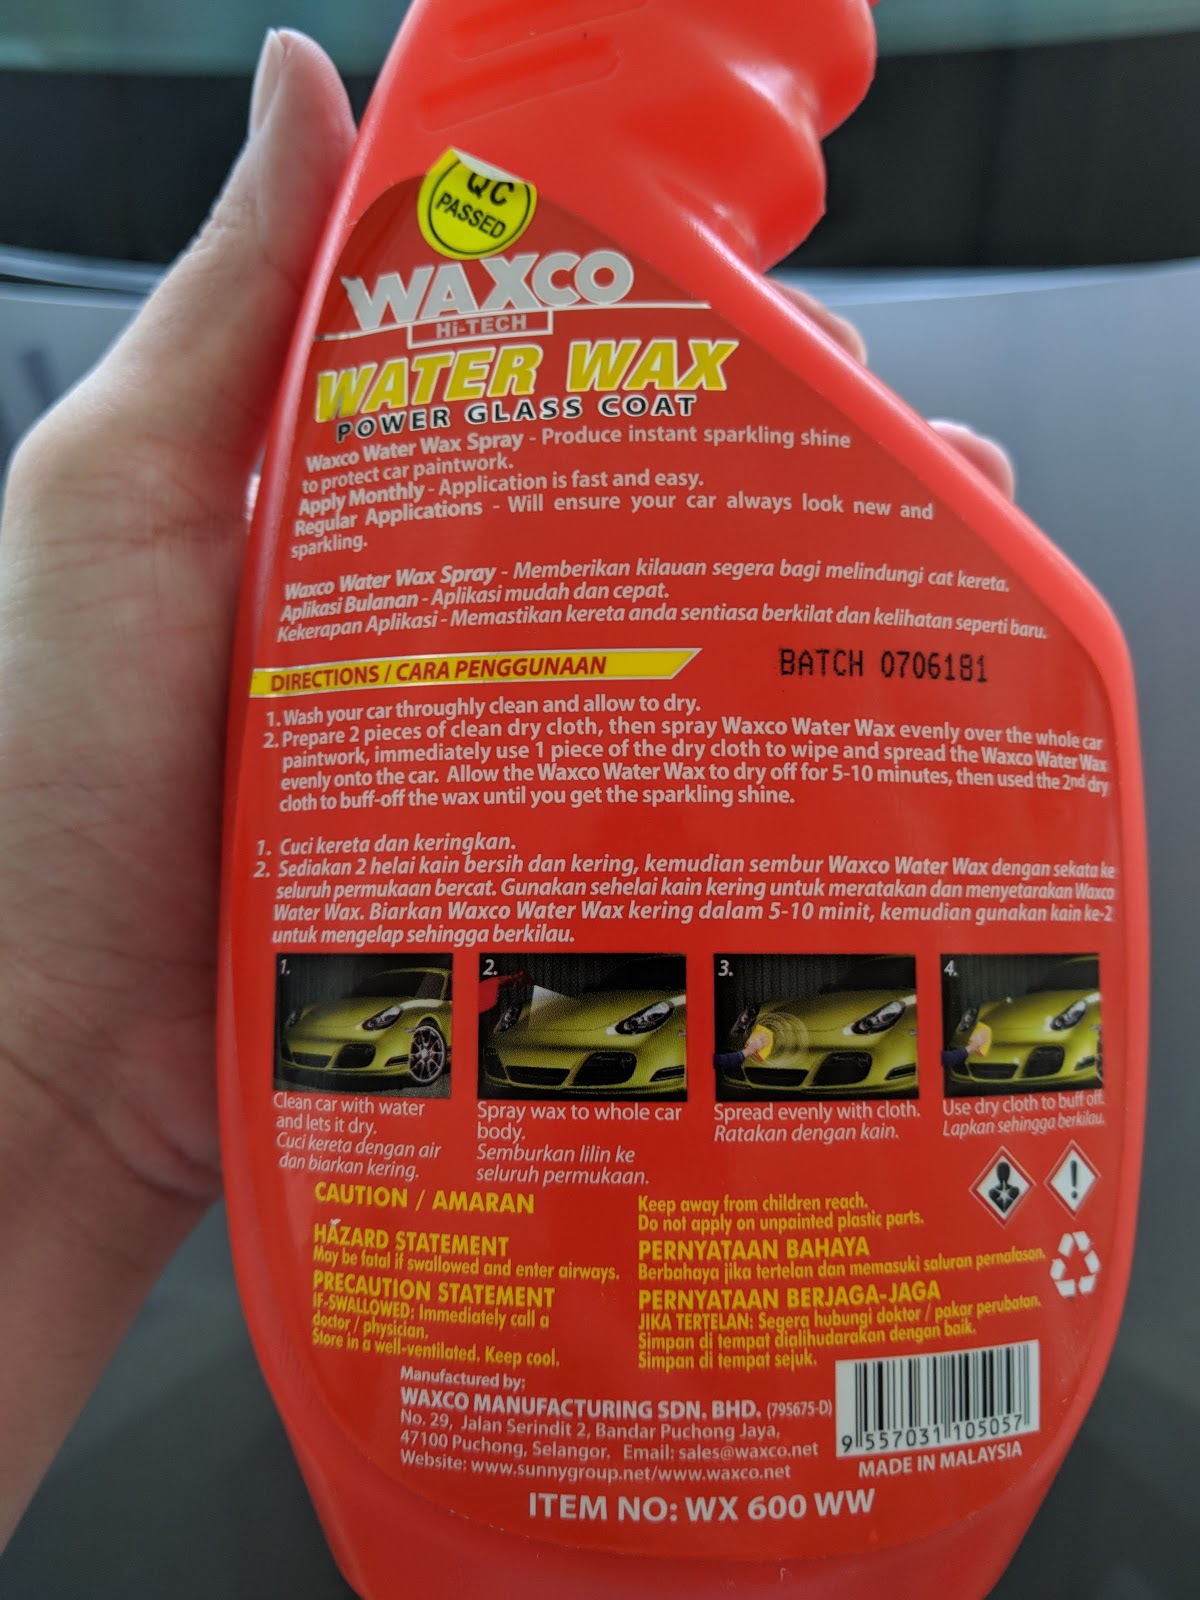 QC
PASSED
WAXCO
Hi-TECH
WATER WAX
POWER GLASS COAT
Waxco Water Wax Spray - Produce instant sparkling shine
to protect car paintwork.
Apply Monthly - Application is fast and easy.
Regular Applications - Will ensure your car always look new and
sparkling.
Waxco Water Wax Spray - Memberikan kilauan segera bagi melindungi cat kereta.
Aplikasi Bulanan - Aplikasi mudah dan cepat.
Kekerapan Aplikasi - Memastikan kereta anda sentiasa berkilat dan kelihatan seperti baru.
DIRECTIONS / CARA PENGGUNAAN
BATCH 0706181
1. Wash your car throughly clean and allow to dry.
2. Prepare 2 pieces of clean dry cloth, then spray Waxco Water Wax evenly over the whole car
paintwork, immediately use 1 piece of the dry cloth to wipe and spread the Waxco Water Wax
evenly onto the car. Allow the Waxco Water Wax to dry off for 5-10 minutes, then used the 2nd dry
cloth to buff-off the wax until you get the sparkling shine.
1. Cuci kereta dan keringkan.
2. Sediakan 2 helai kain bersih dan kering, kemudian sembur Waxco Water Wax dengan sekata ke
seluruh permukaan bercat. Gunakan sehelai kain kering untuk meratakan dan menyetarakan Waxco
Water Wax. Biarkan Waxco Water Wax kering dalam 5-10 minit, kemudian gunakan kain ke-2
untuk mengelap sehingga berkilau.
1.
Clean car with water
and lets it dry.
Cuci kereta dengan air
dan biarkan kering.
2.
Spray wax to whole car
body.
Semburkan lilin ke
seluruh permukaan.
3.
Spread evenly with cloth.
Ratakan dengan kain.
4.
Use dry cloth to buff off.
Lapkan sehingga berkilau.
CAUTION / AMARAN
HAZARD STATEMENT
May be fatal if swallowed and enter airways.
PRECAUTION STATEMENT
IF-SWALLOWED: Immediately call a
doctor / physician.
Store in a well-ventilated. Keep cool.
Keep away from children reach.
Do not apply on unpainted plastic parts.
PERNYATAAN BAHAYA
Berbahaya jika tertelan dan memasuki saluran pernafasan.
PERNYATAAN BERJAGA-JAGA
JIKA TERTELAN: Segera hubungi doktor / pakar perubatan.
Simpan di tempat dialihudarakan dengan baik.
Simpan di tempat sejuk.
Manufactured by:
WAXCO MANUFACTURING SDN. BHD. (795675-D)
No. 29, Jalan Serindit 2, Bandar Puchong Jaya,
47100 Puchong, Selangor. Email: sales@waxco.net
Website: www.sunnygroup.net/www.waxco.net
9 557031 105057
MADE IN MALAYSIA
ITEM NO: WX 600 WW